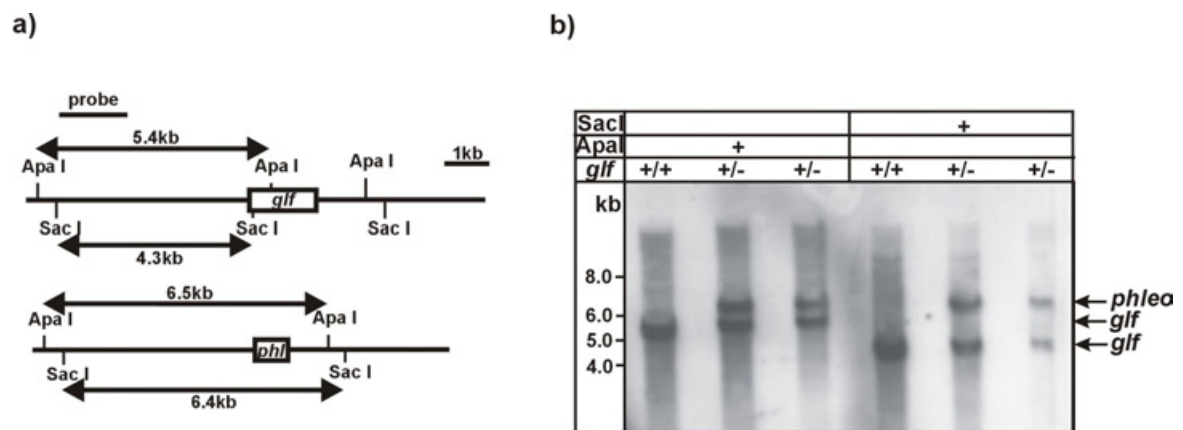 a)
probe
5.4kb
Apa I
Apa I
Apa I
1kb
glf
Sac I
Sac I
Sac I
4.3kb
6.5kb
Apa I
Apa I
phl
Sac I
Sac I
6.4kb
b)
SacI +
ApaI +
glf +/+ +/- +/- +/+ +/- +/-
kb
8.0
6.0
5.0
4.0
phleo
glf
glf